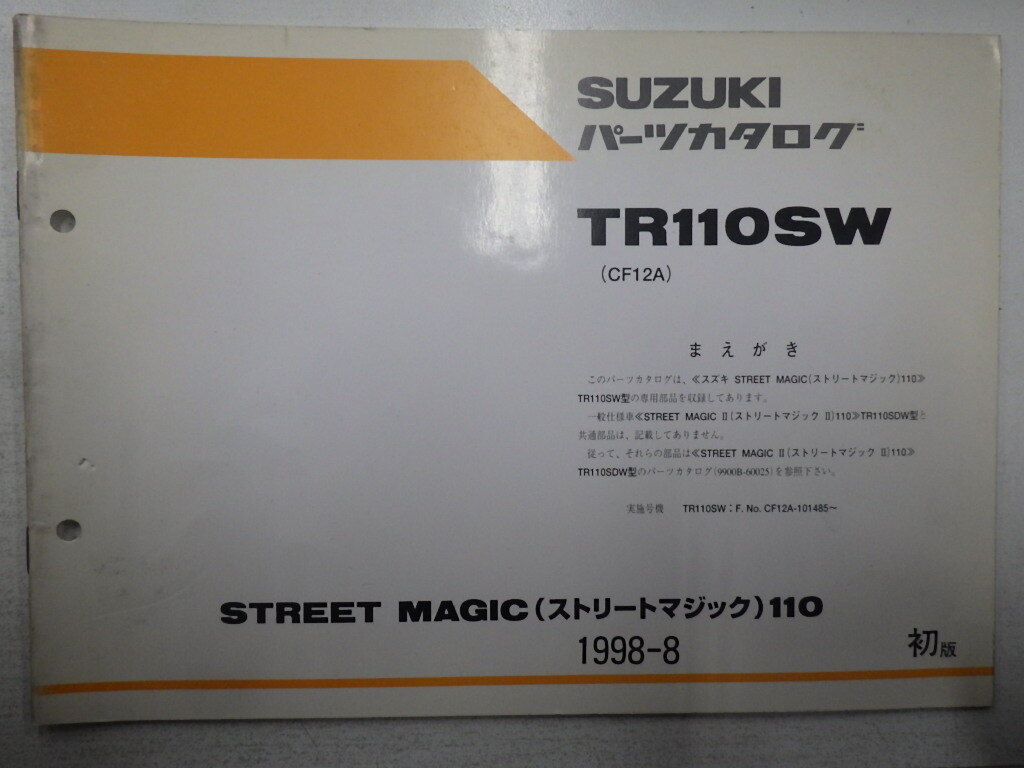 SUZUKI
パーツカタログ
TR110SW
(CF12A)
まえがき
このパーツカタログは、≪スズキ STREET MAGIC(ストリートマジック)110≫
TR110SW型の専用部品を収録してあります。
一般仕様車≪STREET MAGIC II(ストリートマジック II)110≫TR110SDW型と
共通部品は、記載してありません。
従って、それらの部品は≪STREET MAGIC II(ストリートマジック II)110≫
TR110SDW型のパーツカタログ(9900B-60025)を参照下さい。
実施号機 TR110SW:F. No. CF12A-101485~
STREET MAGIC(ストリートマジック)110
1998-8
初版